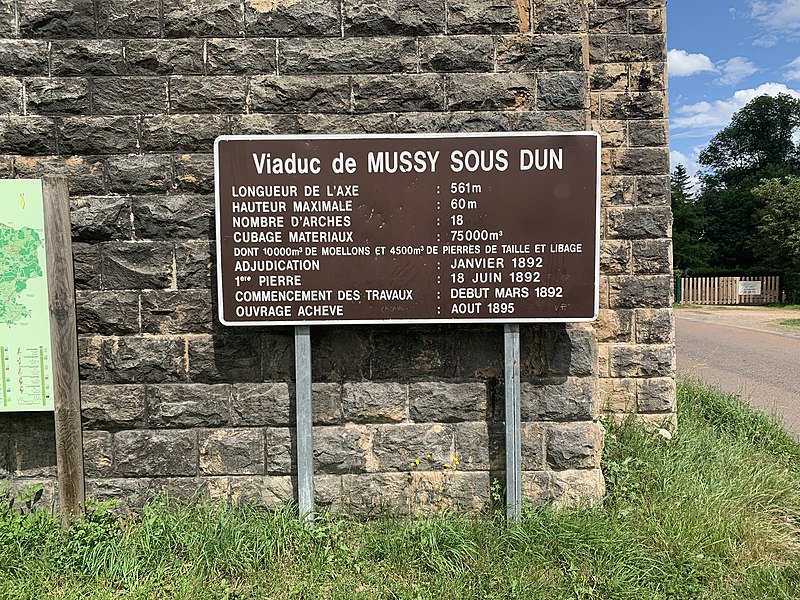 Viaduc de MUSSY SOUS DUN
LONGUEUR DE L'AXE : 561m
HAUTEUR MAXIMALE : 60m
NOMBRE D'ARCHES : 18
CUBAGE MATERIAUX : 75000m³
DONT 10000m³ DE MOELLONS ET 4500m³ DE PIERRES DE TAILLE ET LIBAGE
ADJUDICATION : JANVIER 1892
1ere PIERRE : 18 JUIN 1892
COMMENCEMENT DES TRAVAUX : DEBUT MARS 1892
OUVRAGE ACHEVE : AOUT 1895